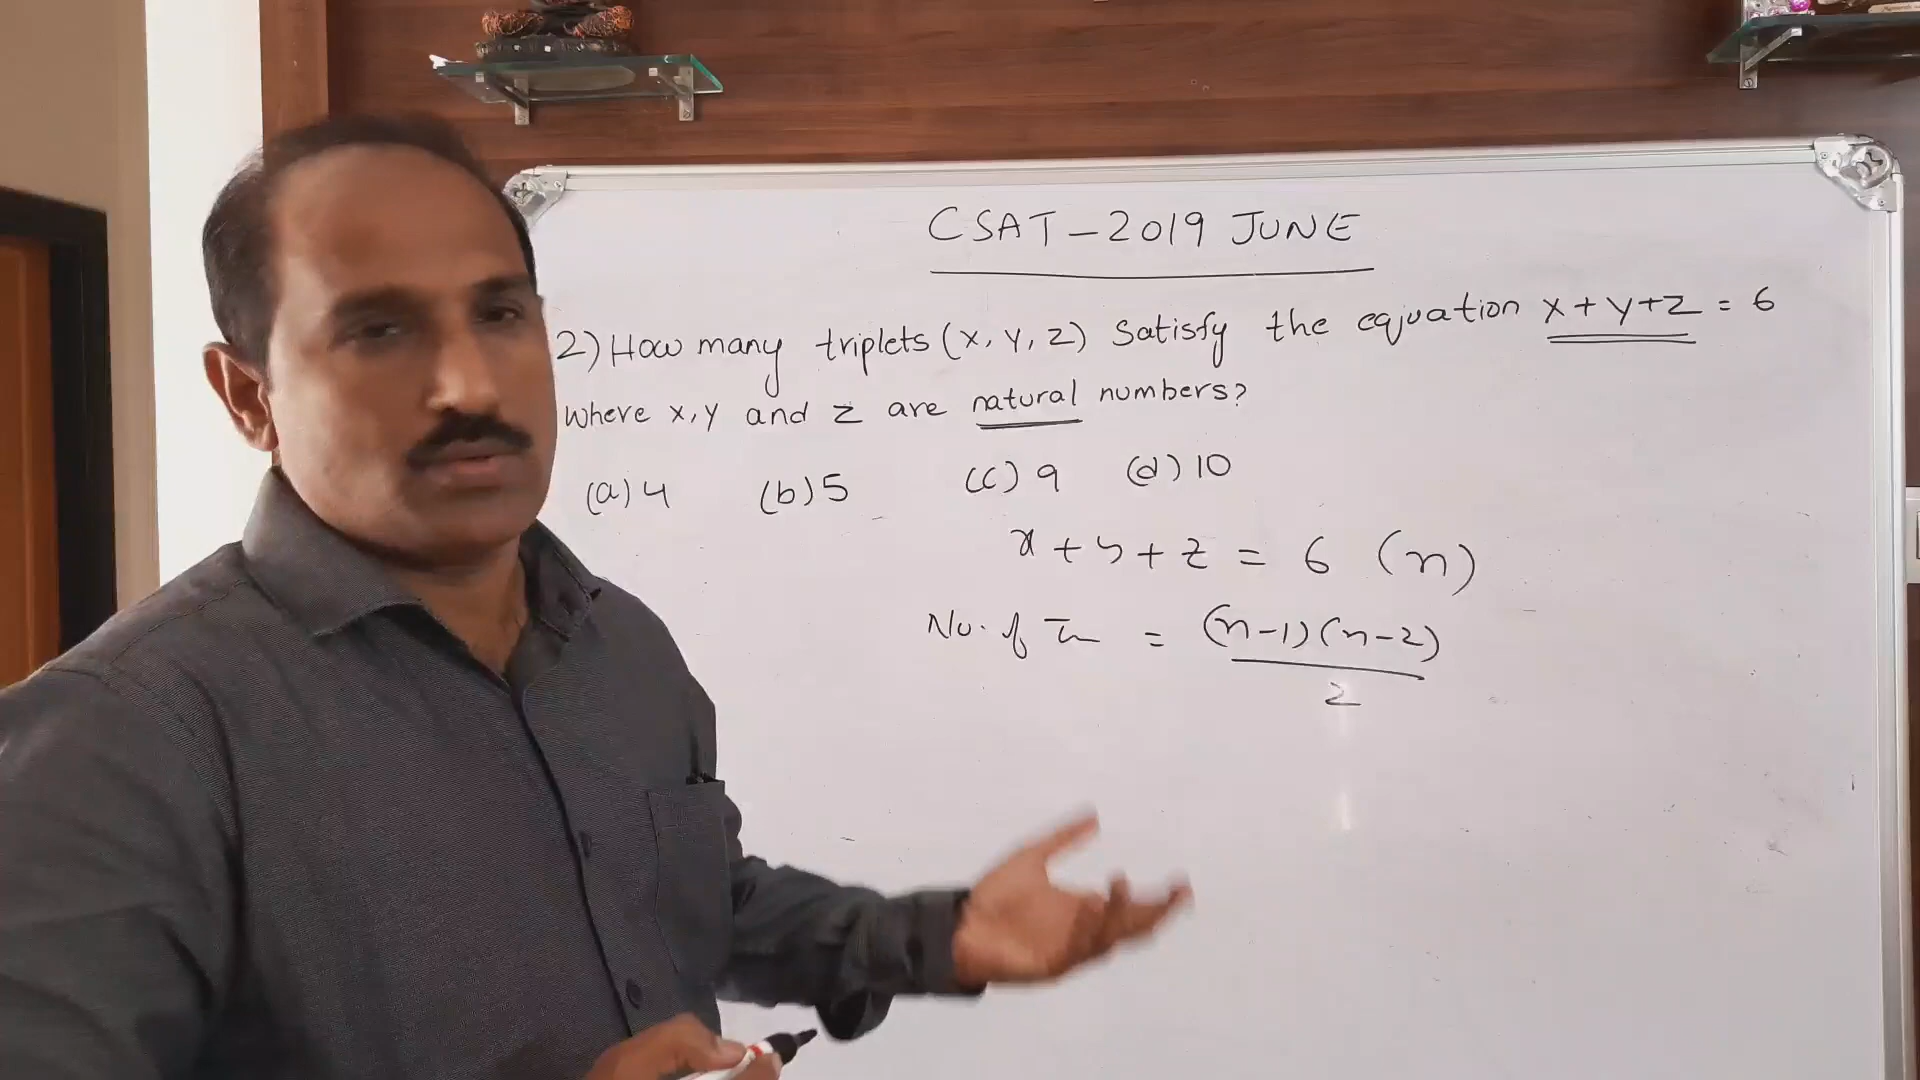 CSAT-2019 JUNE
2) How many triplets (x, y, z) Satisfy the equation x+y+z = 6
where x,y and z are natural numbers?
(a) 4 (b) 5 (c) 9 (d) 10
x + y + z = 6 (n)
No. of = (n-1)(n-2)
2